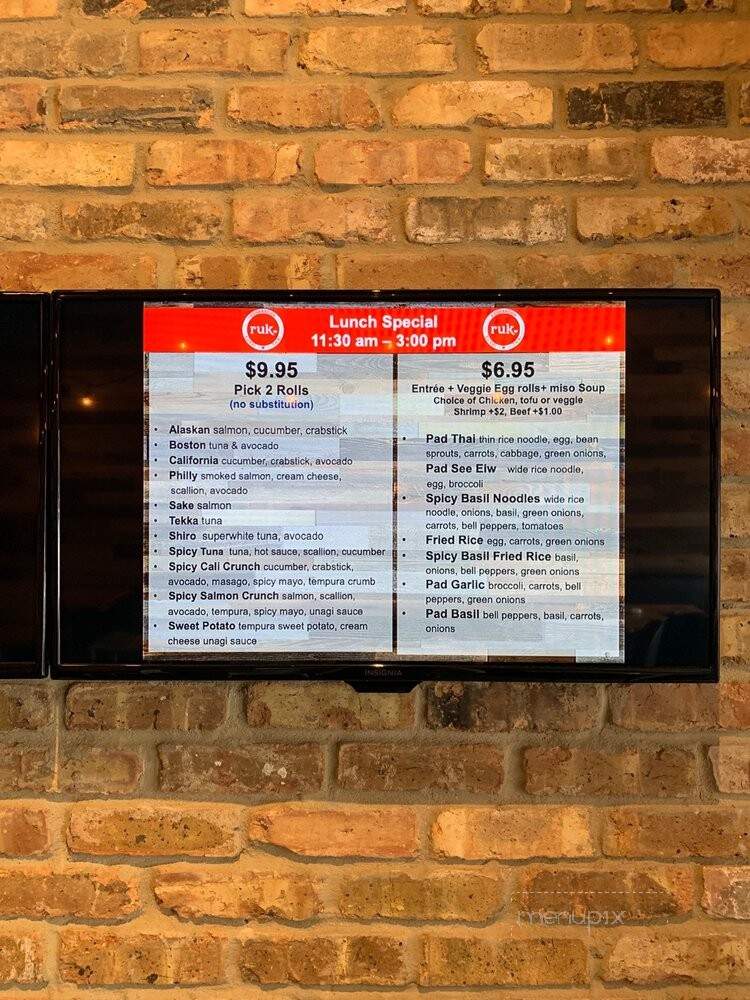 ruk
Lunch Special
ruk
11:30 am – 3:00 pm
$9.95
Pick 2 Rolls
(no substitution)
• Alaskan salmon, cucumber, crabstick
• Boston tuna & avocado
• California cucumber, crabstick, avocado
• Philly smoked salmon, cream cheese,
scallion, avocado
• Sake salmon
• Tekka tuna
• Shiro superwhite tuna, avocado
• Spicy Tuna tuna, hot sauce, scallion, cucumber
• Spicy Cali Crunch cucumber, crabstick,
avocado, masago, spicy mayo, tempura crumb
• Spicy Salmon Crunch salmon, scallion,
avocado, tempura, spicy mayo, unagi sauce
• Sweet Potato tempura sweet potato, cream
cheese unagi sauce
$6.95
Entrée + Veggie Egg rolls+ miso Soup
Choice of Chicken, tofu or veggie
Shrimp +$2, Beef +$1.00
• Pad Thai thin rice noodle, egg, bean
sprouts, carrots, cabbage, green onions,
• Pad See Eiw wide rice noodle,
egg, broccoli
• Spicy Basil Noodles wide rice
noodle, onions, basil, green onions,
carrots, bell peppers, tomatoes
• Fried Rice egg, carrots, green onions
• Spicy Basil Fried Rice basil,
onions, bell peppers, green onions
• Pad Garlic broccoli, carrots, bell
peppers, green onions
• Pad Basil bell peppers, basil, carrots,
onions
INSIGNIA
menupix